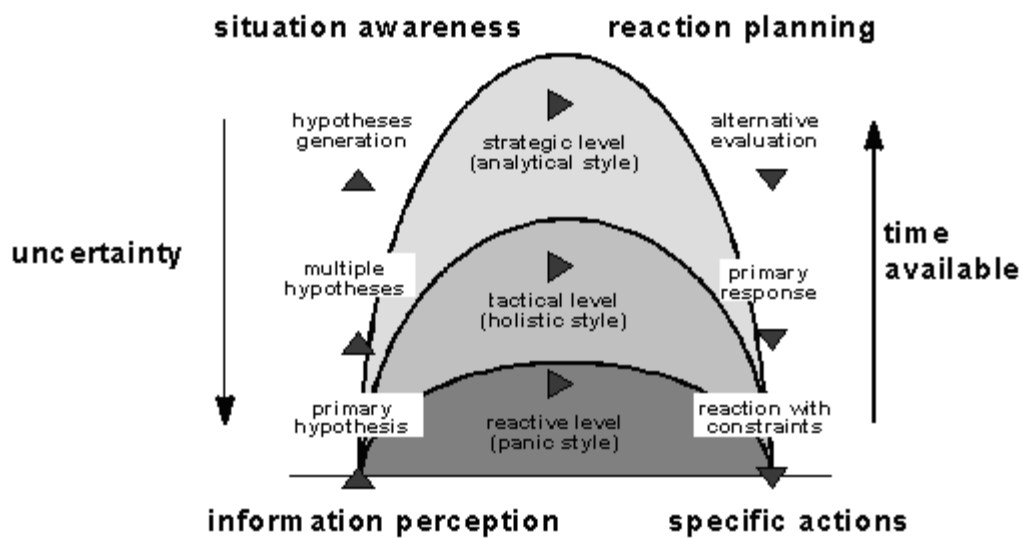 situation awareness
reaction planning
hypotheses
generation
strategic level
(analytical style)
alternative
evaluation
uncertainty
time
available
multiple
hypotheses
tactical level
(holistic style)
primary
response
primary
hypothesis
reactive level
(panic style)
reaction with
constraints
information perception
specific actions